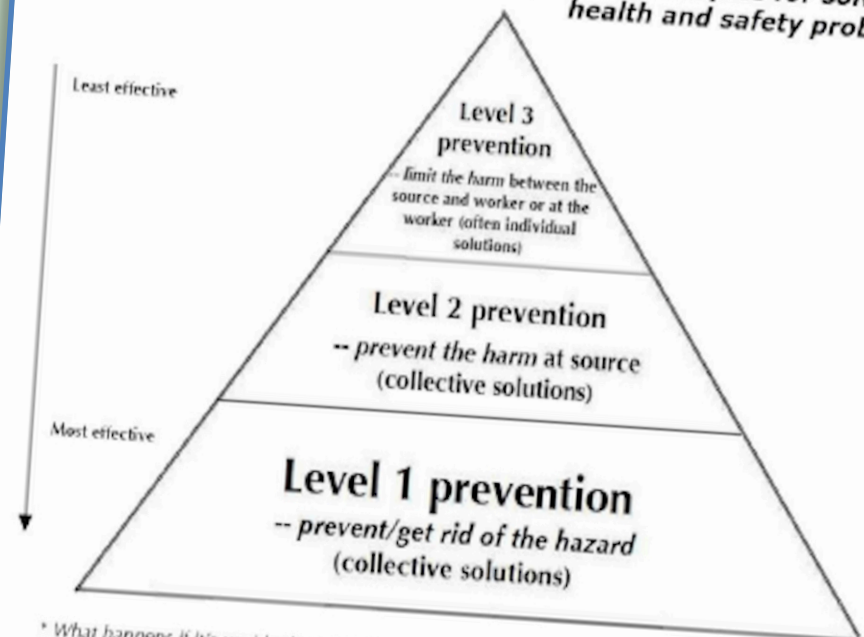 health and safety
Least effective
Level 3
prevention
-- limit the harm between the
source and worker or at the
worker (often individual
solutions)
Level 2 prevention
-- prevent the harm at source
(collective solutions)
Most effective
Level 1 prevention
-- prevent/get rid of the hazard
(collective solutions)
* What happens if